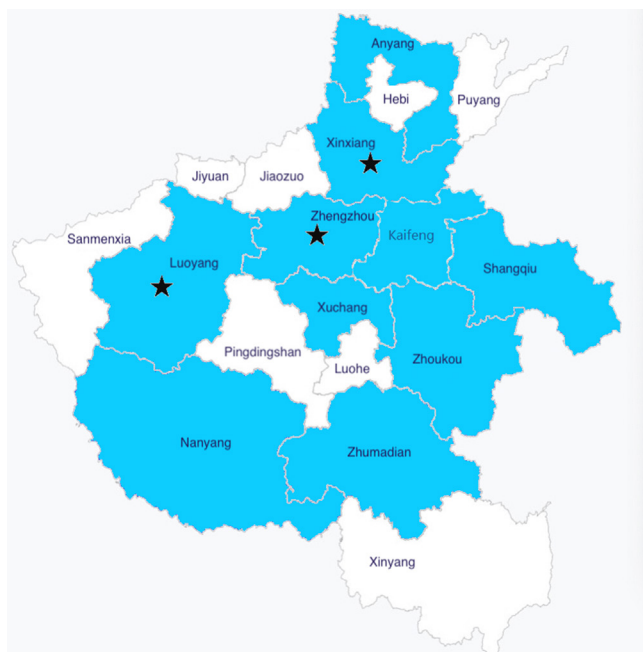 Anyang
Hebi
Puyang
Xinxiang
Jiyuan
Jiaozuo
Zhengzhou
Kaifeng
Sanmenxia
Luoyang
Shangqiu
Xuchang
Pingdingshan
Luohe
Zhoukou
Nanyang
Zhumadian
Xinyang